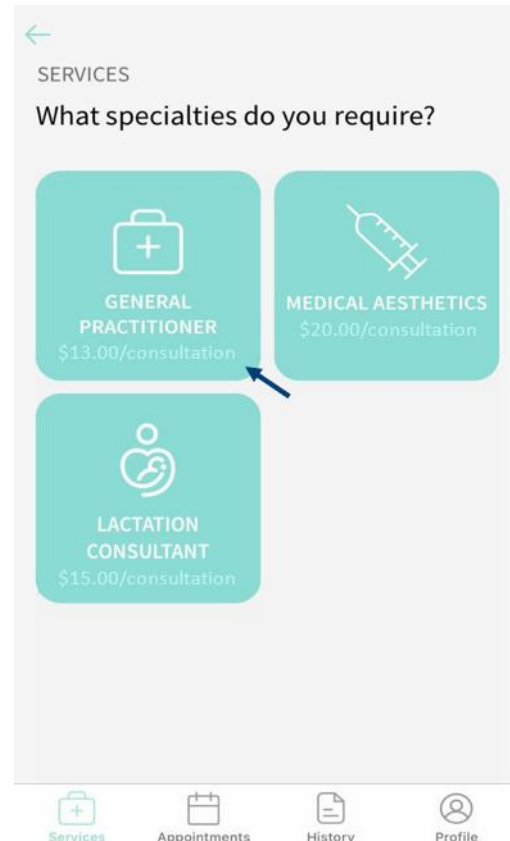 SERVICES
What specialties do you require?
GENERAL
PRACTITIONER
$13.00/consultation
MEDICAL AESTHETICS
$20.00/consultation
LACTATION
CONSULTANT
$15.00/consultation
Services Appointments History Profile